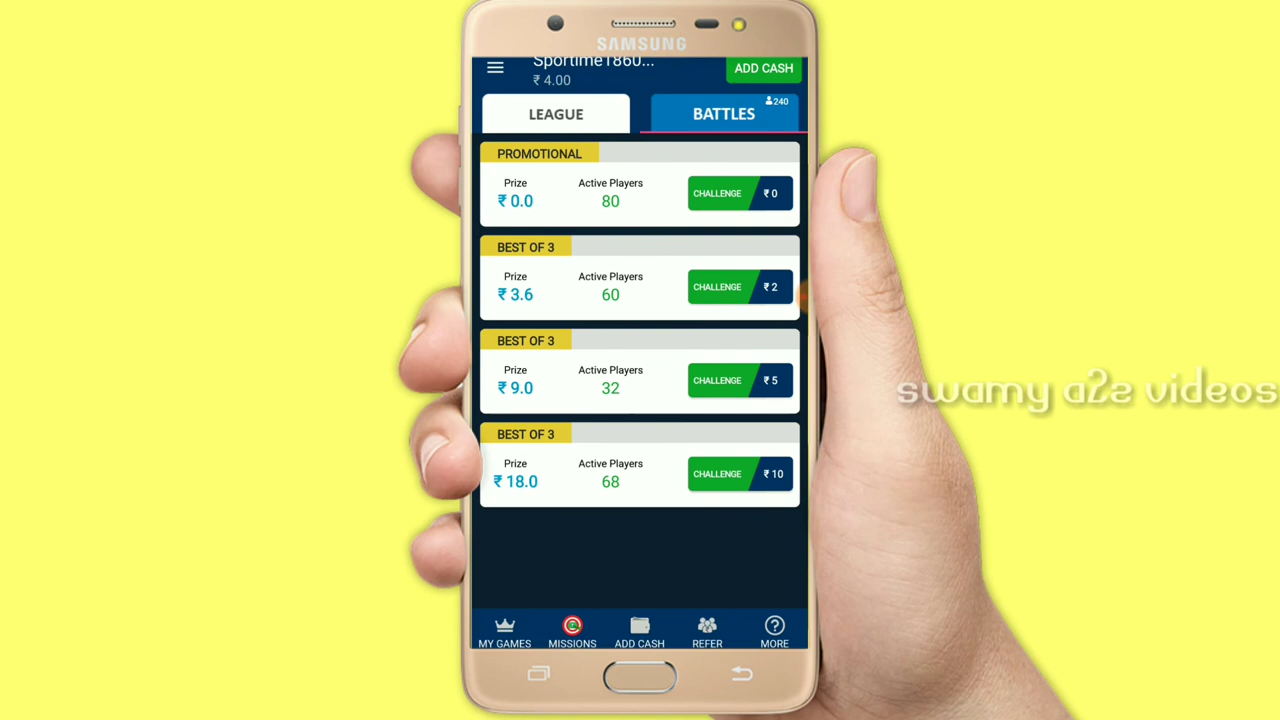 SAMSUNG
Sportime1860...
₹ 4.00
ADD CASH
LEAGUE
BATTLES
240
PROMOTIONAL
Prize
Active Players
₹ 0.0
80
CHALLENGE
₹ 0
BEST OF 3
Prize
Active Players
₹ 3.6
60
CHALLENGE
₹ 2
BEST OF 3
Prize
Active Players
₹ 9.0
32
CHALLENGE
₹ 5
BEST OF 3
Prize
Active Players
₹ 18.0
68
CHALLENGE
₹ 10
MY GAMES
MISSIONS
ADD CASH
REFER
MORE
swamy a2z videos